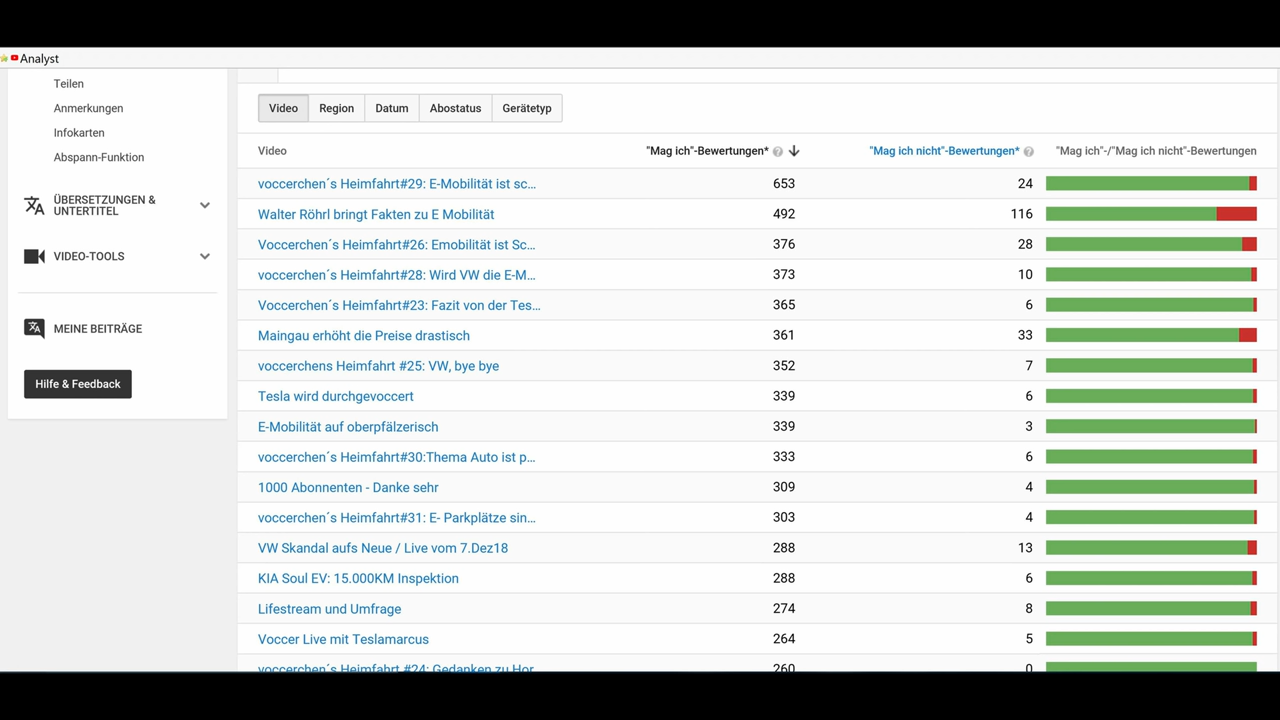 Analyst
Teilen
Anmerkungen
Infokarten
Abspann-Funktion
ÜBERSETZUNGEN &
UNTERTITEL
VIDEO-TOOLS
MEINE BEITRÄGE
Hilfe & Feedback
Video Region Datum Abostatus Gerätetyp
Video "Mag ich"-Bewertungen* "Mag ich nicht"-Bewertungen* "Mag ich"-/"Mag ich nicht"-Bewertungen
voccerchen´s Heimfahrt#29: E-Mobilität ist sc... 653 24
Walter Röhrl bringt Fakten zu E Mobilität 492 116
Voccerchen´s Heimfahrt#26: Emobilität ist Sc... 376 28
voccerchen´s Heimfahrt#28: Wird VW die E-M... 373 10
Voccerchen´s Heimfahrt#23: Fazit von der Tes... 365 6
Maingau erhöht die Preise drastisch 361 33
voccerchens Heimfahrt #25: VW, bye bye 352 7
Tesla wird durchgevoccert 339 6
E-Mobilität auf oberpfälzerisch 339 3
voccerchen´s Heimfahrt#30:Thema Auto ist p... 333 6
1000 Abonnenten - Danke sehr 309 4
voccerchen´s Heimfahrt#31: E- Parkplätze sin... 303 4
VW Skandal aufs Neue / Live vom 7.Dez18 288 13
KIA Soul EV: 15.000KM Inspektion 288 6
Lifestream und Umfrage 274 8
Voccer Live mit Teslamarcus 264 5
voccerchen´s Heimfahrt #24: Gedanken zu Hor... 260 0